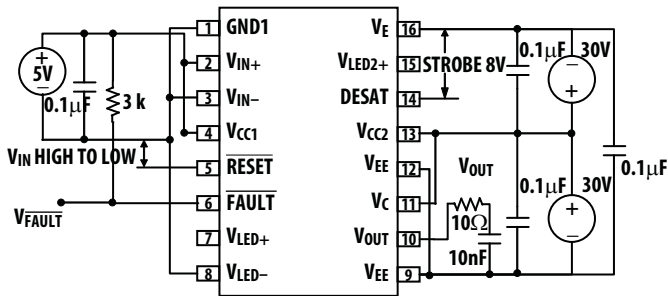 1 GND1
2 VIN+
3 VIN-
4 VCC1
5 RESET
6 FAULT
7 VLED+
8 VLED-
VE 16
VLED2+ 15
DESAT 14
VCC2 13
VEE 12
VC 11
VOUT 10
VEE 9
+
5V
−
0.1μF
3 k
VIN HIGH TO LOW
VFAULT
STROBE 8V
0.1μF
30V
−
+
VOUT
0.1μF
30V
+
−
0.1μF
10Ω
10nF